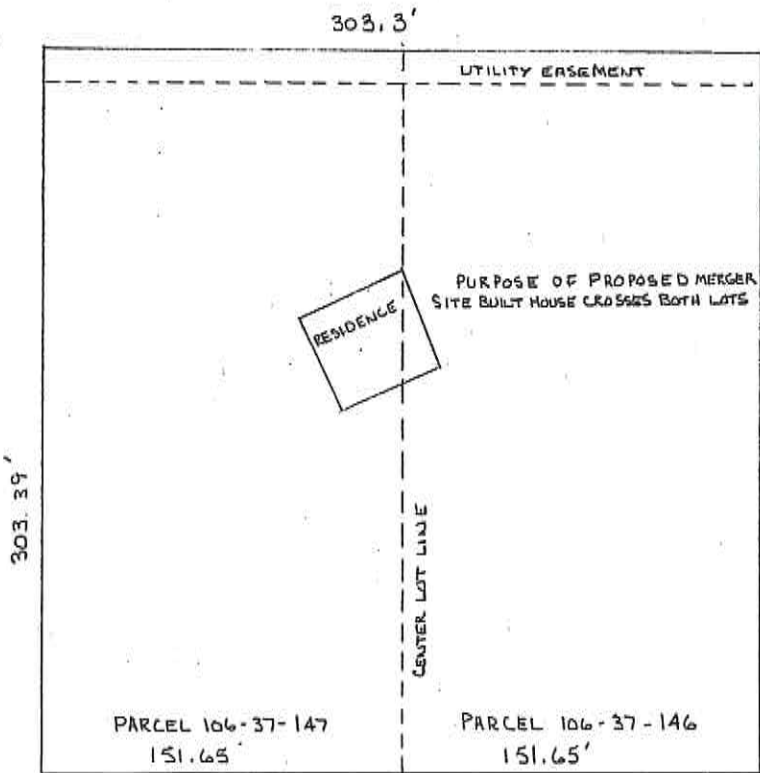 303.3'
UTILITY EASEMENT
PURPOSE OF PROPOSED MERGER
SITE BUILT HOUSE CROSSES BOTH LOTS
RESIDENCE
303.39'
CENTER LOT LINE
PARCEL 106-37-147
151.65'
PARCEL 106-37-146
151.65'